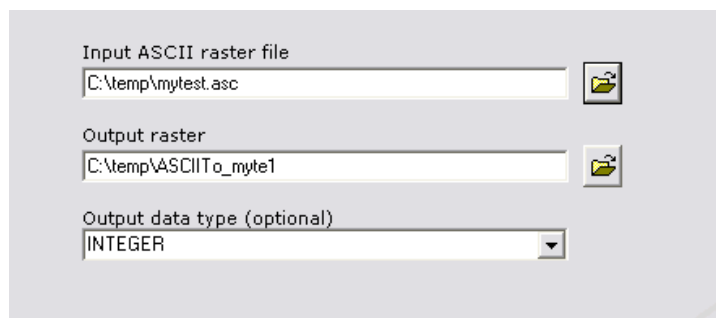 Input ASCII raster file
C:\temp\mytest.asc
Output raster
C:\temp\ASCIITo_myte1
Output data type (optional)
INTEGER